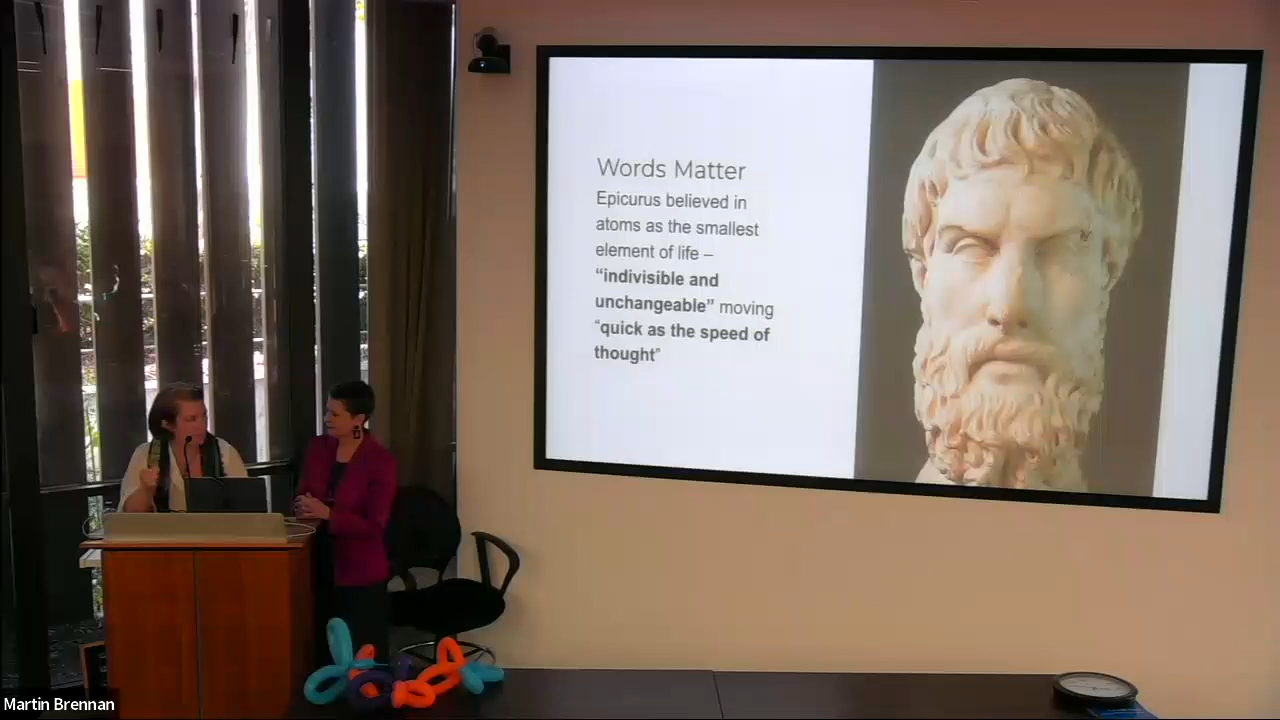 Words Matter
Epicurus believed in
atoms as the smallest
element of life –
“indivisible and
unchangeable” moving
“quick as the speed of
thought”
Martin Brennan